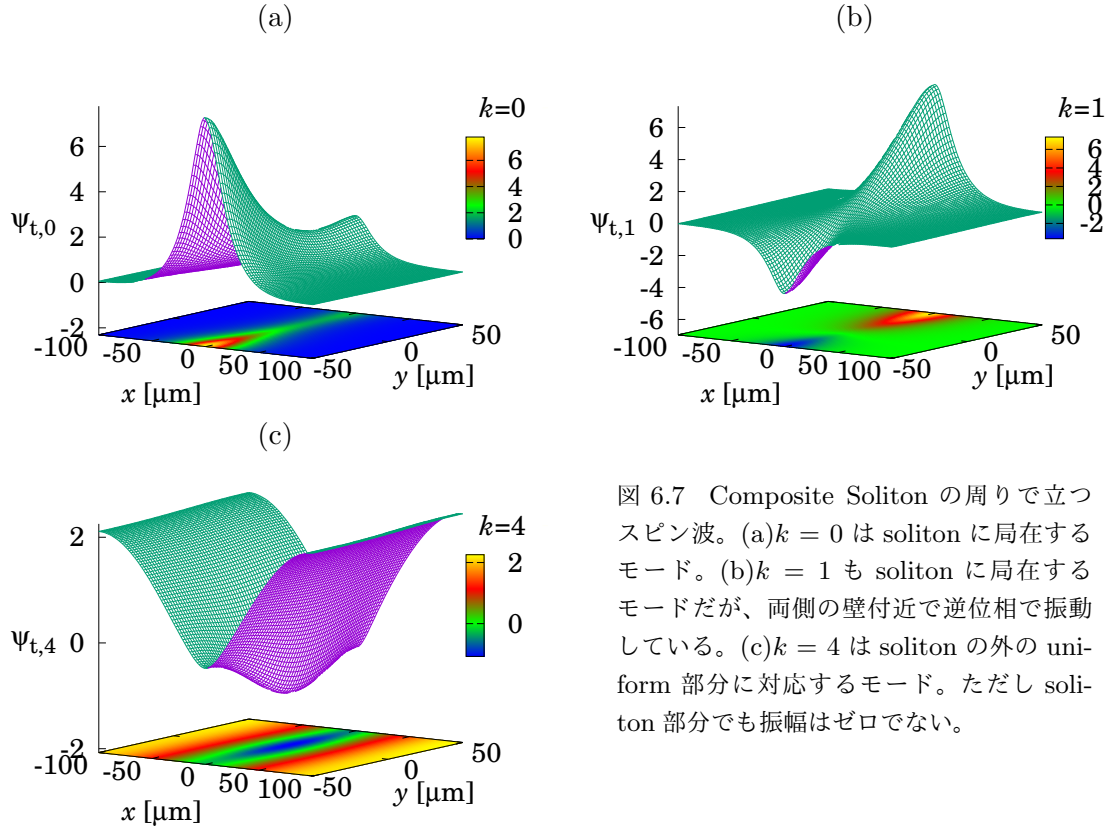 (a)
k=0
6
4
2
0
-2
ψt,0
6
4
2
0
-100
-50
0
50
100
x [μm]
-50
0
50
y [μm]
(b)
k=1
6
4
2
0
-2
-4
-6
ψt,1
6
4
2
0
-2
-100
-50
0
50
100
x [μm]
-50
0
50
y [μm]
(c)
k=4
2
0
-2
ψt,4
2
0
-100
-50
0
50
100
x [μm]
-50
0
50
y [μm]
図 6.7 Composite Soliton の周りで立つ
スピン波。(a)k = 0 は soliton に局在する
モード。(b)k = 1 も soliton に局在する
モードだが、両側の壁付近で逆位相で振動
している。(c)k = 4 は soliton の外の uni-
form 部分に対応するモード。ただし soli-
ton 部分でも振幅はゼロでない。